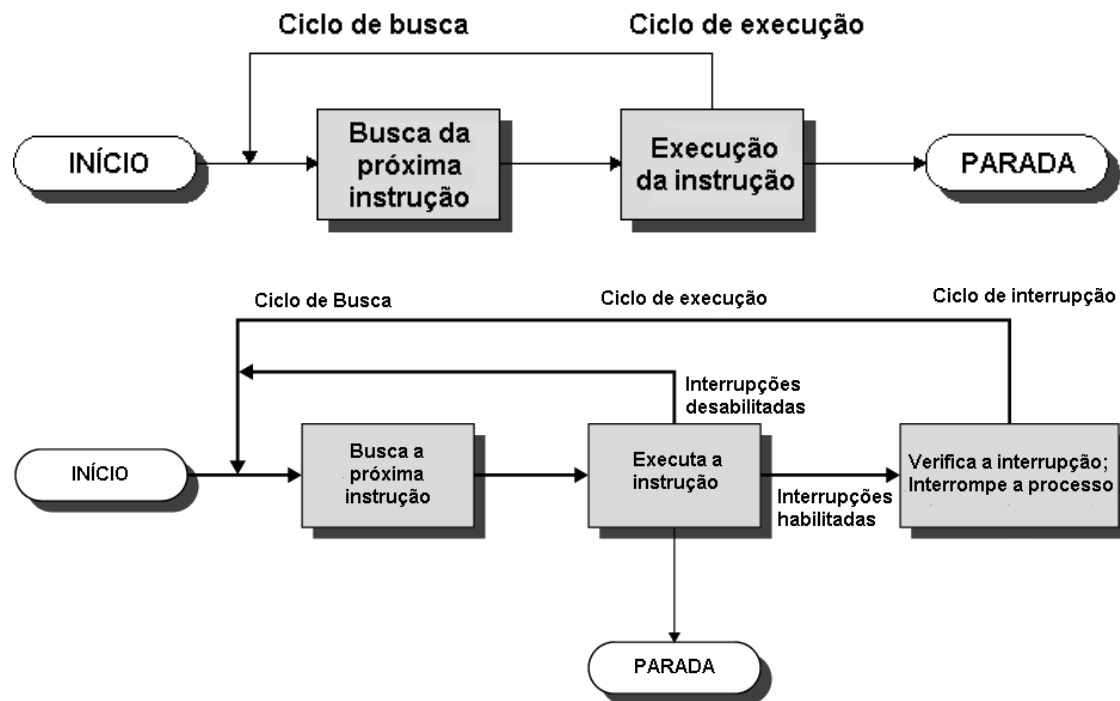 Ciclo de busca
Ciclo de execução
INÍCIO
Busca da
próxima
instrução
Execução
da instrução
PARADA
Ciclo de Busca
Ciclo de execução
Ciclo de interrupção
Interrupções
desabilitadas
INÍCIO
Busca a
próxima
instrução
Executa a
instrução
Interrupções
habilitadas
Verifica a interrupção;
Interrompe a processo
PARADA